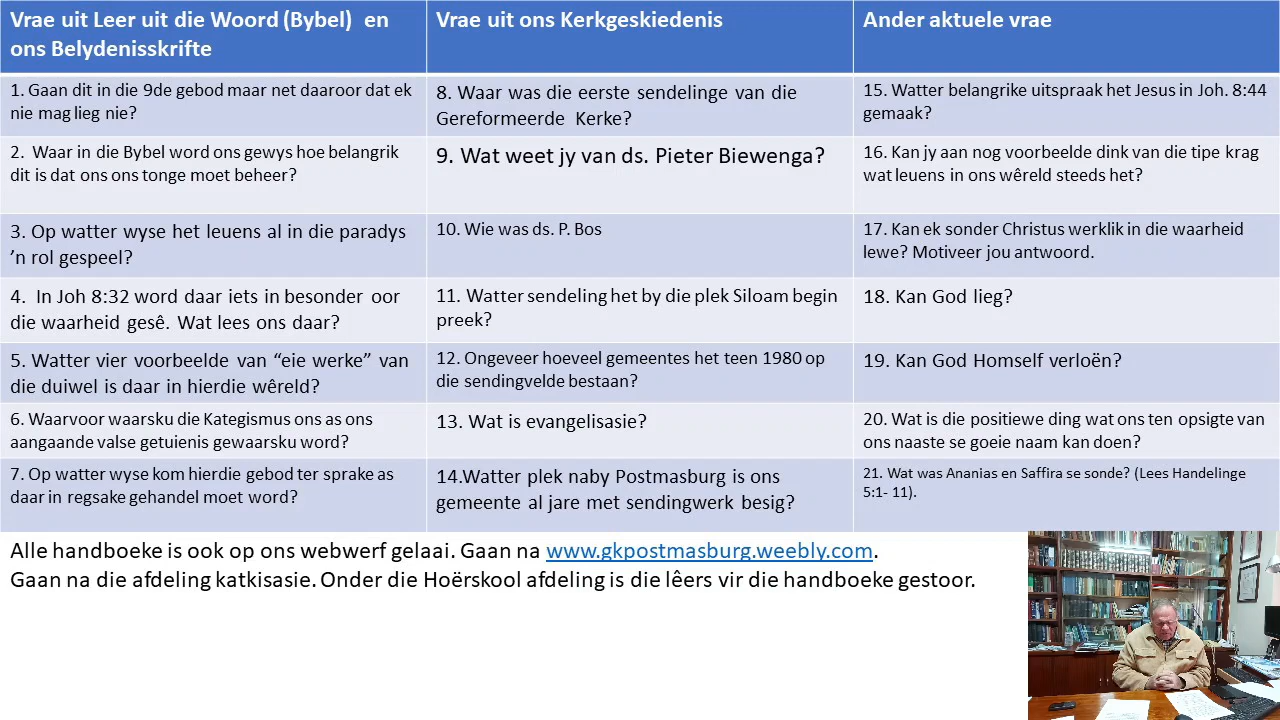 Vrae uit Leer uit die Woord (Bybel) en
ons Belydenisskrifte
1. Gaan dit in die 9de gebod maar net daaroor dat ek
nie mag lieg nie?
2. Waar in die Bybel word ons gewys hoe belangrik
dit is dat ons ons tonge moet beheer?
3. Op watter wyse het leuens al in die paradys
’n rol gespeel?
4. In Joh 8:32 word daar iets in besonder oor
die waarheid gesê. Wat lees ons daar?
5. Watter vier voorbeelde van “eie werke” van
die duiwel is daar in hierdie wêreld?
6. Waarvoor waarsku die Kategismus ons as ons
aangaande valse getuienis gewaarsku word?
7. Op watter wyse kom hierdie gebod ter sprake as
daar in regsake gehandel moet word?
Vrae uit ons Kerkgeskiedenis
8. Waar was die eerste sendelinge van die
Gereformeerde Kerke?
9. Wat weet jy van ds. Pieter Biewenga?
10. Wie was ds. P. Bos
11. Watter sendeling het by die plek Siloam begin
preek?
12. Ongeveer hoeveel gemeentes het teen 1980 op
die sendingvelde bestaan?
13. Wat is evangelisasie?
14.Watter plek naby Postmasburg is ons
gemeente al jare met sendingwerk besig?
Ander aktuele vrae
15. Watter belangrike uitspraak het Jesus in Joh. 8:44
gemaak?
16. Kan jy aan nog voorbeelde dink van die tipe krag
wat leuens in ons wêreld steeds het?
17. Kan ek sonder Christus werklik in die waarheid
lewe? Motiveer jou antwoord.
18. Kan God lieg?
19. Kan God Homself verloën?
20. Wat is die positiewe ding wat ons ten opsigte van
ons naaste se goeie naam kan doen?
21. Wat was Ananias en Saffira se sonde? (Lees Handelinge
5:1- 11).
Alle handboeke is ook op ons webwerf gelaai. Gaan na www.gkpostmasburg.weebly.com.
Gaan na die afdeling katkisasie. Onder die Hoërskool afdeling is die lêers vir die handboeke gestoor.